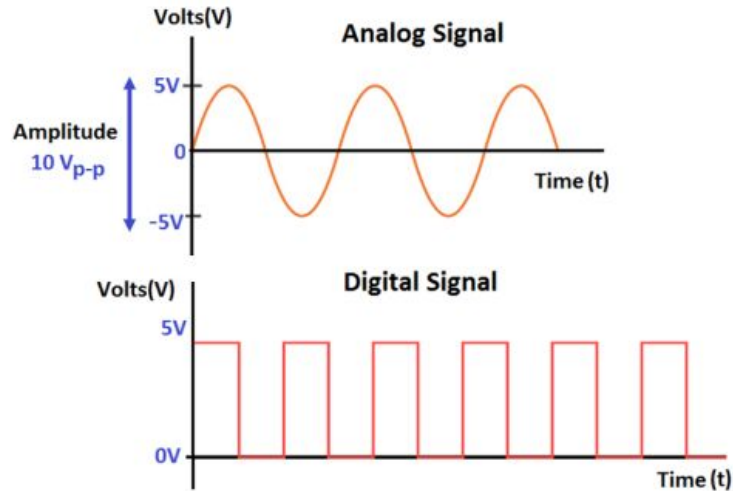 Volts(V)
Analog Signal
5V
Amplitude
10 Vp-p
0
Time (t)
-5V
Digital Signal
Volts(V)
5V
0V
Time (t)